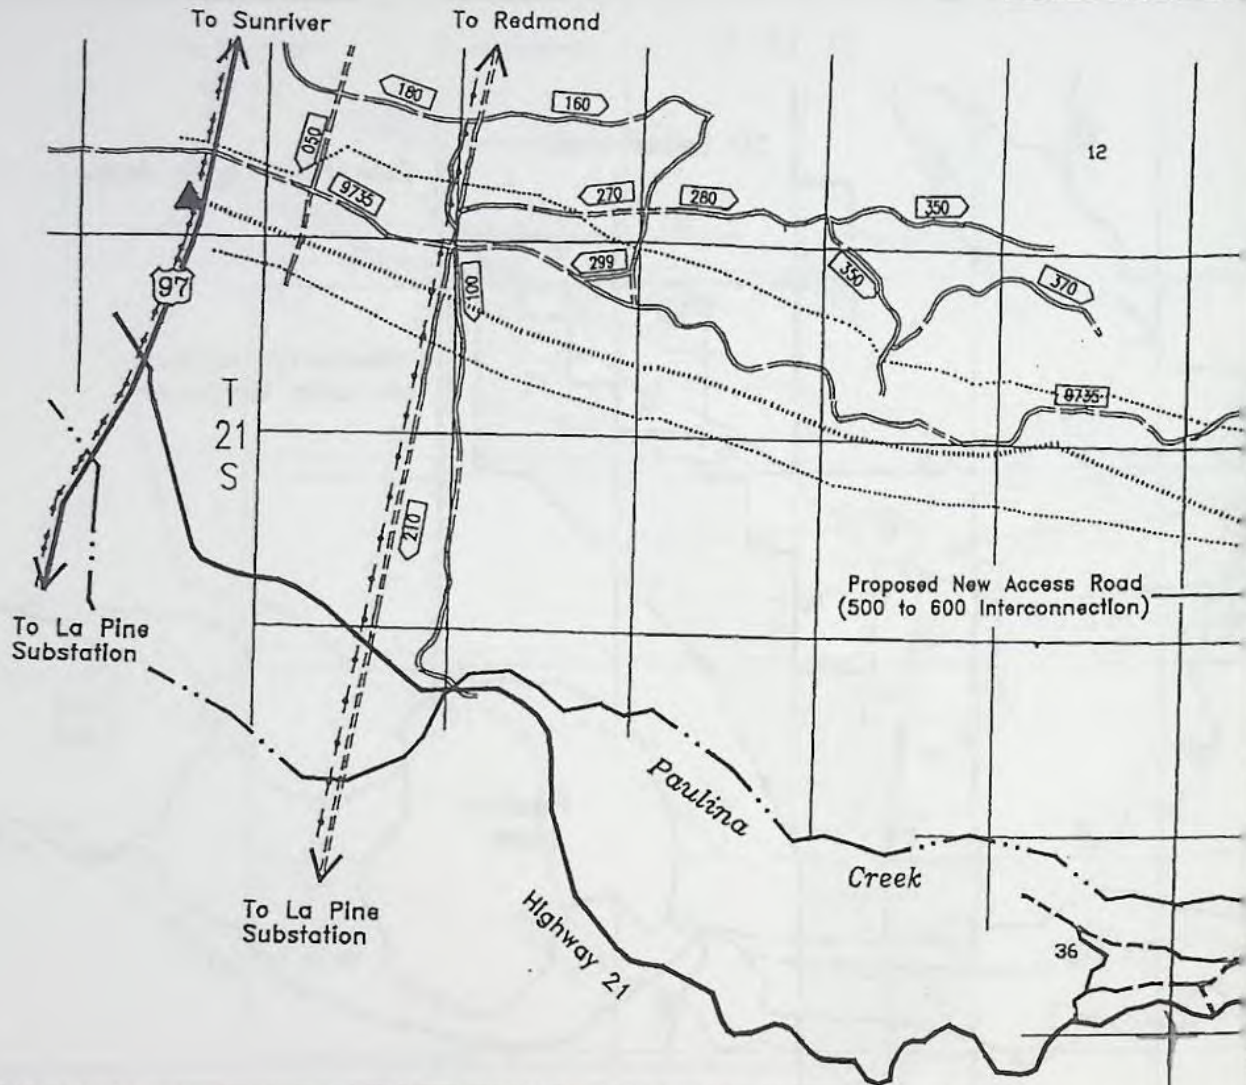 To Sunriver
To Redmond
180
160
050
12
9735
270
280
350
299
350
370
97
100
9735
T
21
S
210
Proposed New Access Road
(500 to 600 Interconnection)
To La Pine
Substation
Paulina
Creek
To La Pine
Substation
Highway 21
36